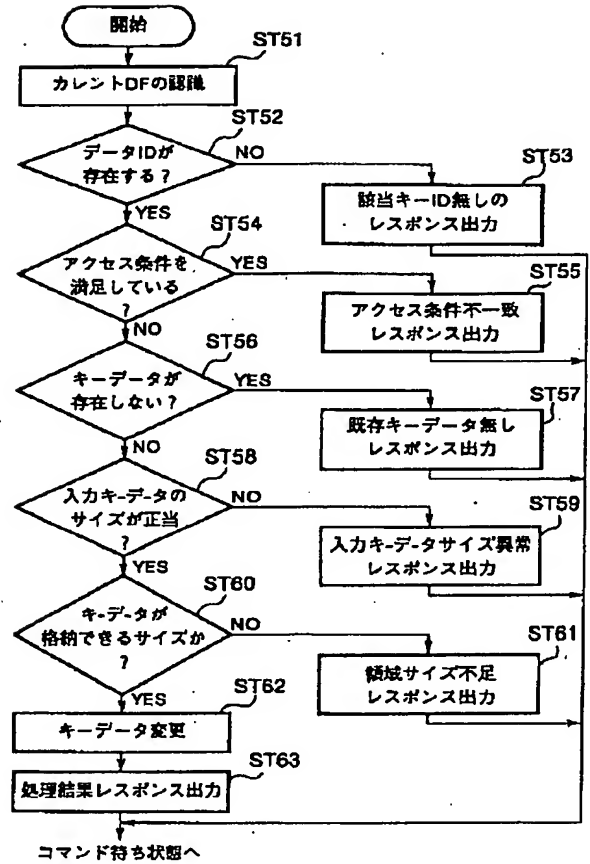 開始
ST51
カレントDFの認識
ST52
データIDが
存在する？
NO
ST53
該当キーID無しの
レスポンス出力
YES
ST54
アクセス条件を
満足している
？
YES
ST55
アクセス条件不一致
レスポンス出力
NO
ST56
キーデータが
存在しない？
YES
ST57
既存キーデータ無し
レスポンス出力
NO
ST58
入力キーデータの
サイズが正当
？
NO
ST59
入力キーデータサイズ異常
レスポンス出力
YES
ST60
キーデータが
格納できるサイズか
？
NO
ST61
領域サイズ不足
レスポンス出力
YES
ST62
キーデータ変更
ST63
処理結果レスポンス出力
コマンド待ち状態へ